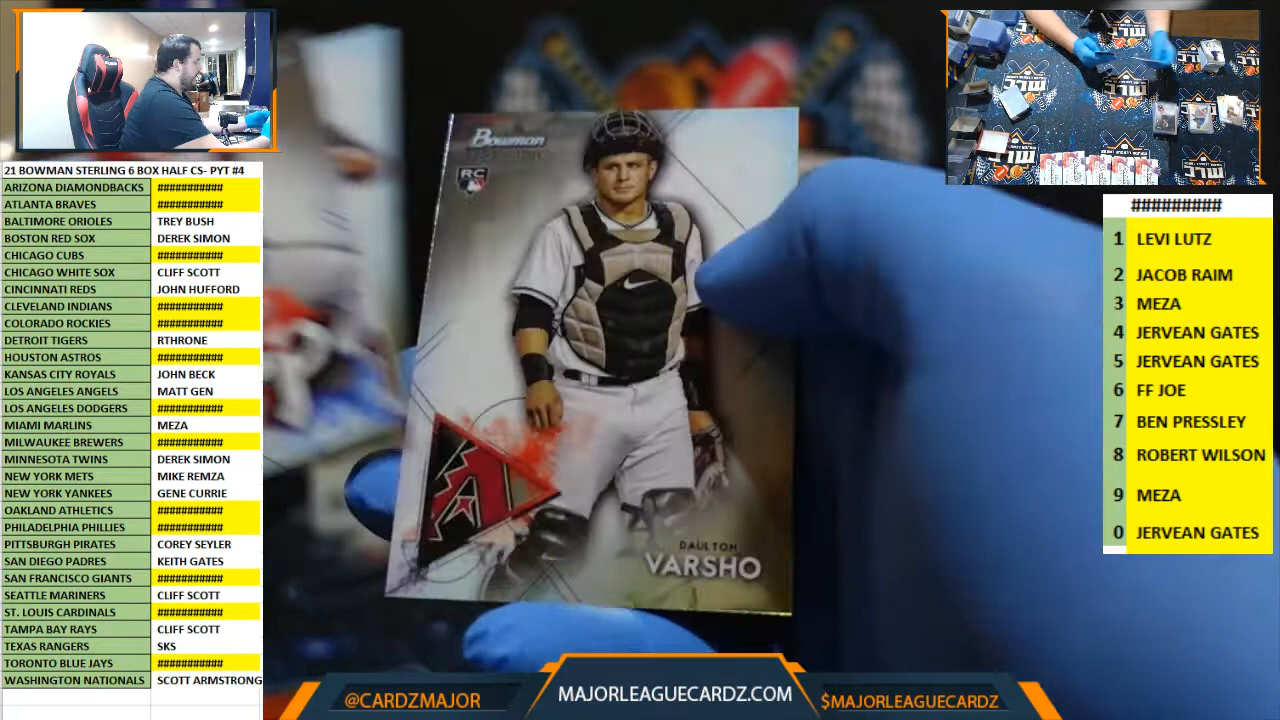 21 BOWMAN STERLING 6 BOX HALF CS- PYT #4
ARIZONA DIAMONDBACKS ###########
ATLANTA BRAVES ###########
BALTIMORE ORIOLES TREY BUSH
BOSTON RED SOX DEREK SIMON
CHICAGO CUBS ###########
CHICAGO WHITE SOX CLIFF SCOTT
CINCINNATI REDS JOHN HUFFORD
CLEVELAND INDIANS ###########
COLORADO ROCKIES ###########
DETROIT TIGERS RTHRONE
HOUSTON ASTROS ###########
KANSAS CITY ROYALS JOHN BECK
LOS ANGELES ANGELS MATT GEN
LOS ANGELES DODGERS ###########
MIAMI MARLINS MEZA
MILWAUKEE BREWERS ###########
MINNESOTA TWINS DEREK SIMON
NEW YORK METS MIKE REMZA
NEW YORK YANKEES GENE CURRIE
OAKLAND ATHLETICS ###########
PHILADELPHIA PHILLIES ###########
PITTSBURGH PIRATES COREY SEYLER
SAN DIEGO PADRES KEITH GATES
SAN FRANCISCO GIANTS ###########
SEATTLE MARINERS CLIFF SCOTT
ST. LOUIS CARDINALS ###########
TAMPA BAY RAYS CLIFF SCOTT
TEXAS RANGERS SKS
TORONTO BLUE JAYS ###########
WASHINGTON NATIONALS SCOTT ARMSTRONG
Bowman
RC
DAULTON
VARSHO
#########
1 LEVI LUTZ
2 JACOB RAIM
3 MEZA
4 JERVEAN GATES
5 JERVEAN GATES
6 FF JOE
7 BEN PRESSLEY
8 ROBERT WILSON
9 MEZA
0 JERVEAN GATES
@CARDZMAJOR
MAJORLEAGUECARDZ.COM
$MAJORLEAGUECARDZ